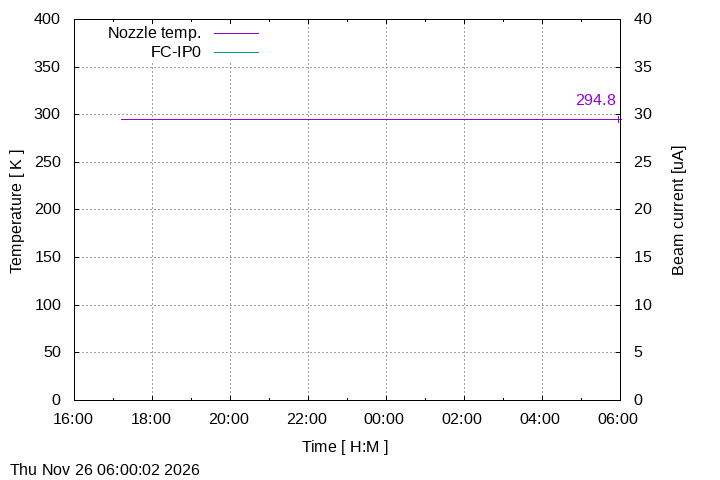 Nozzle temp.
FC-IP0
294.8
400
350
300
250
200
150
100
50
0
Temperature [ K ]
40
35
30
25
20
15
10
5
0
Beam current [uA]
16:00 18:00 20:00 22:00 00:00 02:00 04:00 06:00
Time [ H:M ]
Thu Nov 26 06:00:02 2026